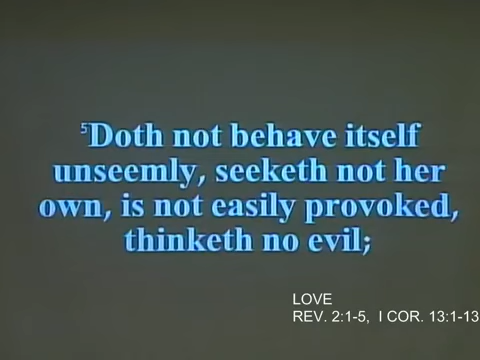 5Doth not behave itself
unseemly, seeketh not her
own, is not easily provoked,
thinketh no evil;
LOVE
REV. 2:1-5, I COR. 13:1-13